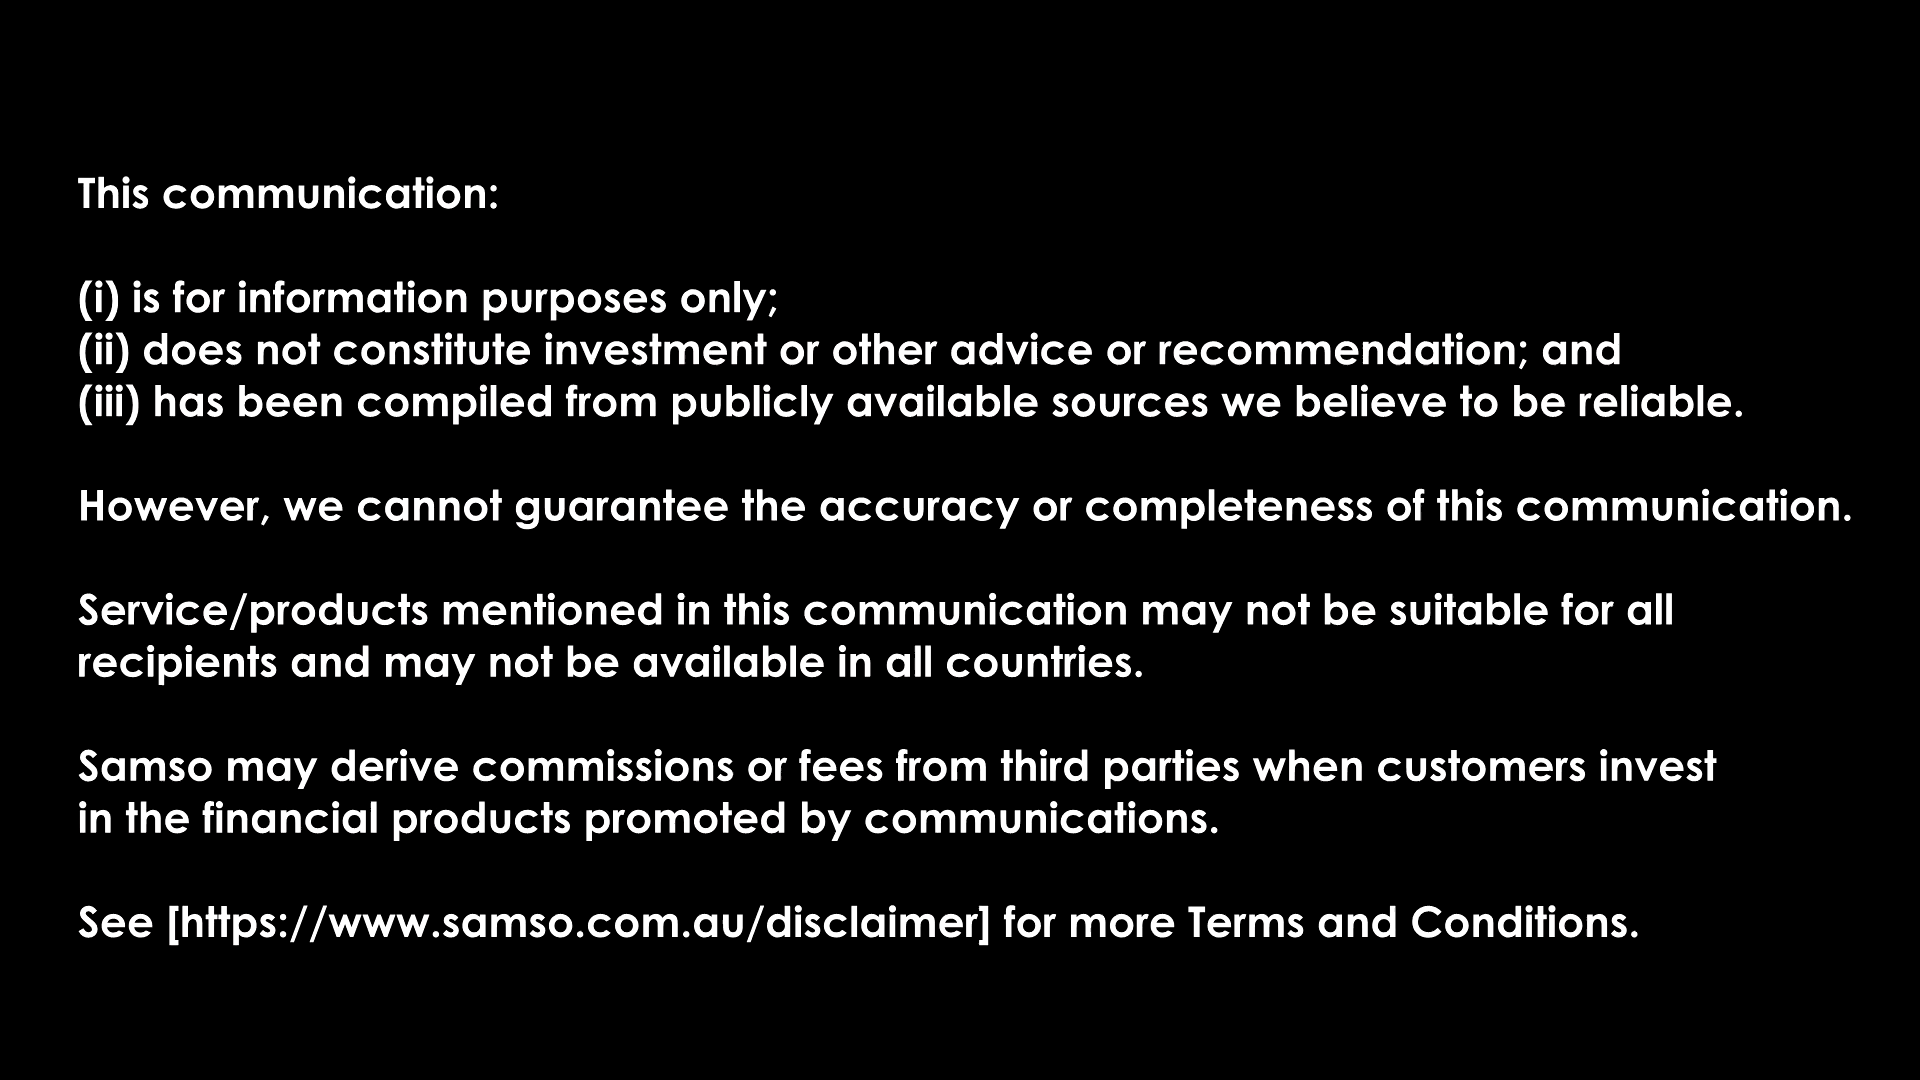 This communication:
(i) is for information purposes only;
(ii) does not constitute investment or other advice or recommendation; and
(iii) has been compiled from publicly available sources we believe to be reliable.
However, we cannot guarantee the accuracy or completeness of this communication.
Service/products mentioned in this communication may not be suitable for all
recipients and may not be available in all countries.
Samso may derive commissions or fees from third parties when customers invest
in the financial products promoted by communications.
See [https://www.samso.com.au/disclaimer] for more Terms and Conditions.